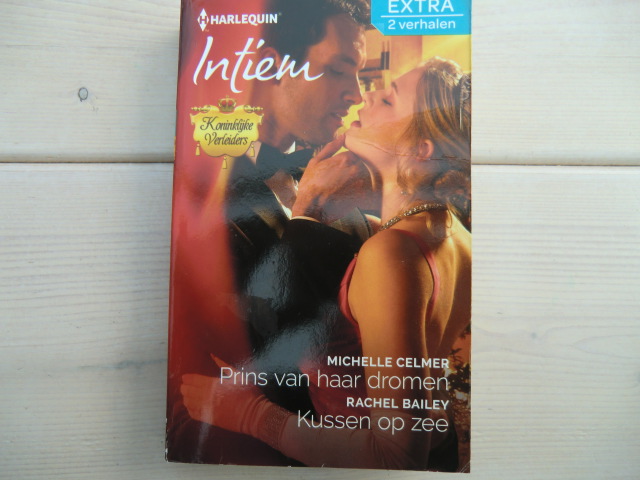 HARLEQUIN®
EXTRA
2 verhalen
Intiem
Koninklijke
Verleiders
MICHELLE CELMER
Prins van haar dromen
RACHEL BAILEY
Kussen op zee